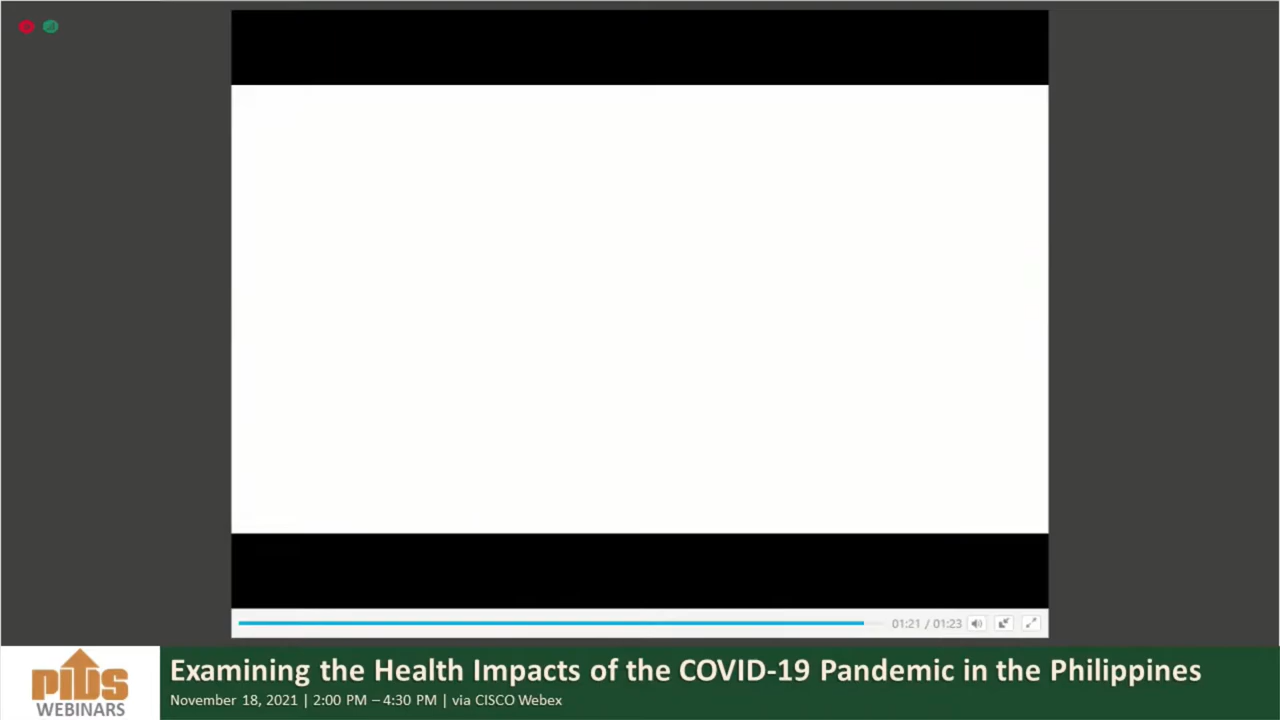 01:21 / 01:23
PIDS
WEBINARS
Examining the Health Impacts of the COVID-19 Pandemic in the Philippines
November 18, 2021 | 2:00 PM – 4:30 PM | via CISCO Webex